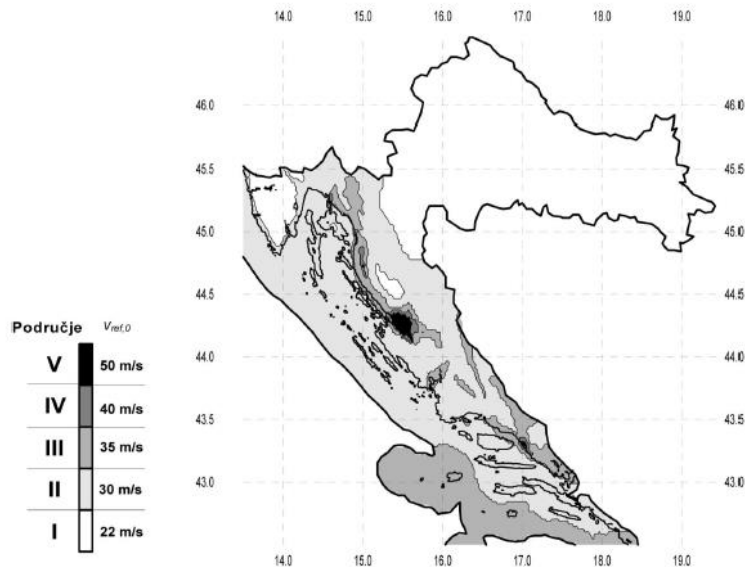 14.0 15.0 16.0 17.0 18.0 19.0
46.0 46.0
45.5 45.5
45.0 45.0
44.5 44.5
44.0 44.0
43.5 43.5
43.0 43.0
14.0 15.0 16.0 17.0 18.0 19.0
Područje vref,0
V 50 m/s
IV 40 m/s
III 35 m/s
II 30 m/s
I 22 m/s